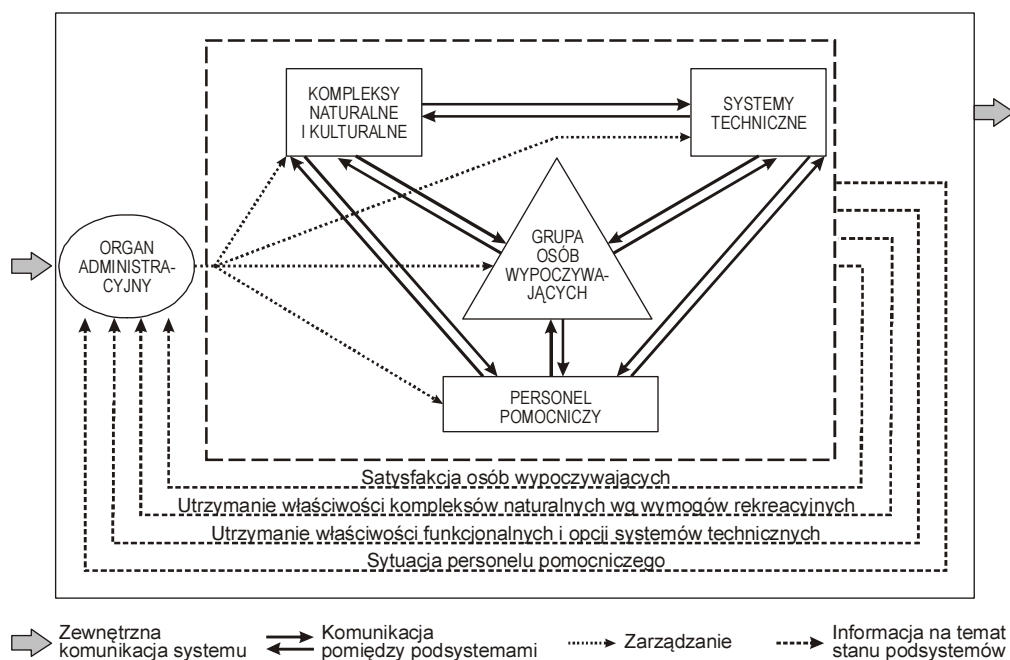 KOMPLEKSY
NATURALNE
I KULTURALNE
SYSTEMY
TECHNICZNE
ORGAN
ADMINISTRA-
CYJNY
GRUPA
OSÓB
WYPOCZYWA-
JĄCYCH
PERSONEL
POMOCNICZY
Satysfakcja osób wypoczywających
Utrzymanie właściwości kompleksów naturalnych wg wymogów rekreacyjnych
Utrzymanie właściwości funkcjonalnych i opcji systemów technicznych
Sytuacja personelu pomocniczego
Zewnętrzna
komunikacja systemu
Komunikacja
pomiędzy podsystemami
Zarządzanie
Informacja na temat
stanu podsystemów